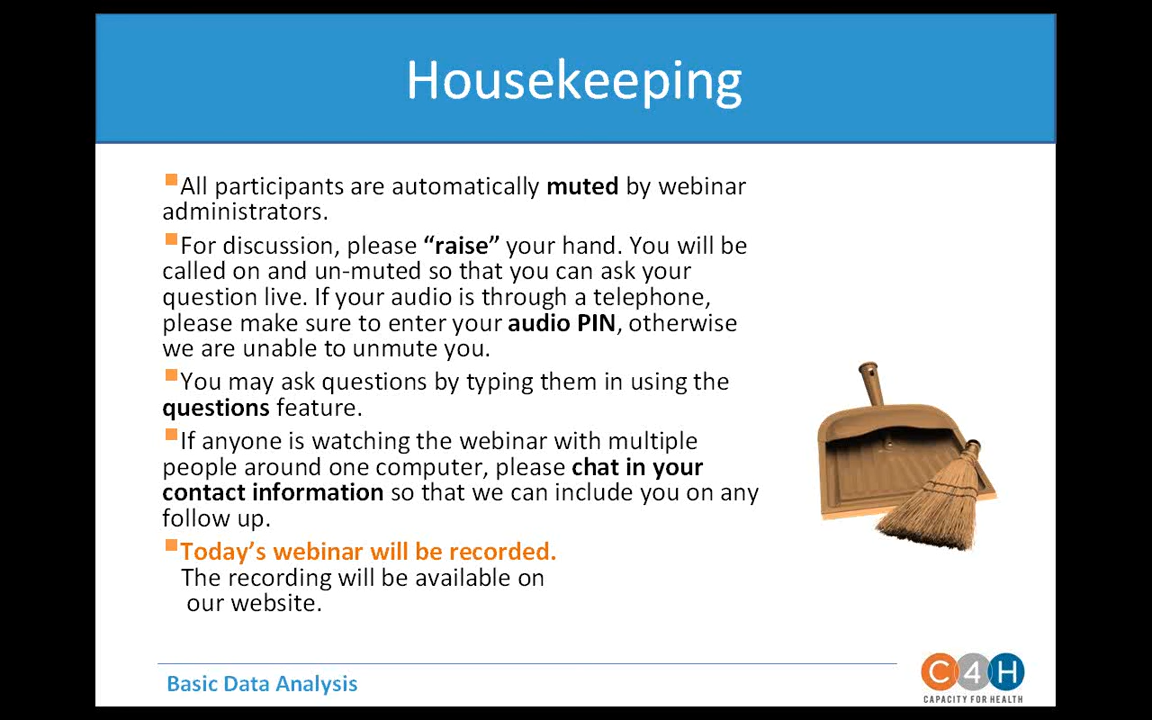 Housekeeping
▪All participants are automatically muted by webinar
administrators.
▪For discussion, please “raise” your hand. You will be
called on and un-muted so that you can ask your
question live. If your audio is through a telephone,
please make sure to enter your audio PIN, otherwise
we are unable to unmute you.
▪You may ask questions by typing them in using the
questions feature.
▪If anyone is watching the webinar with multiple
people around one computer, please chat in your
contact information so that we can include you on any
follow up.
▪Today’s webinar will be recorded.
The recording will be available on
our website.
Basic Data Analysis
C4H
CAPACITY FOR HEALTH